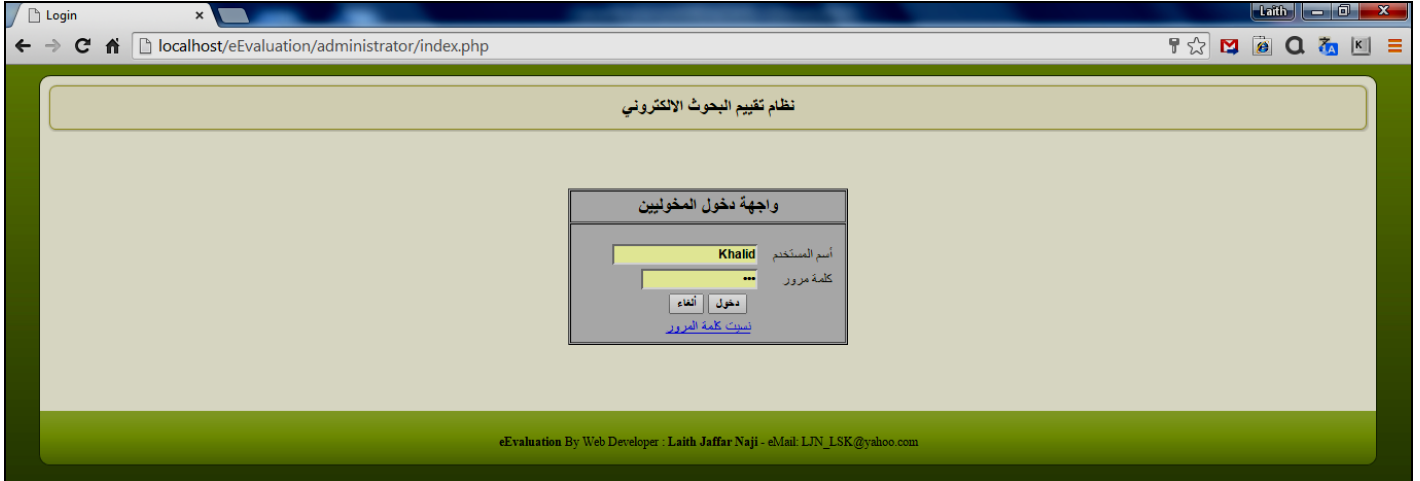 Login
Laith
localhost/eEvaluation/administrator/index.php
نظام تقييم البحوث الالكتروني
واجهة دخول المخوليين
أسم المستخدم Khalid
كلمة مرور •••
دخول ألغاء
نسيت كلمة المرور
eEvaluation By Web Developer : Laith Jaffar Naji - eMail: LJN_LSK@yahoo.com